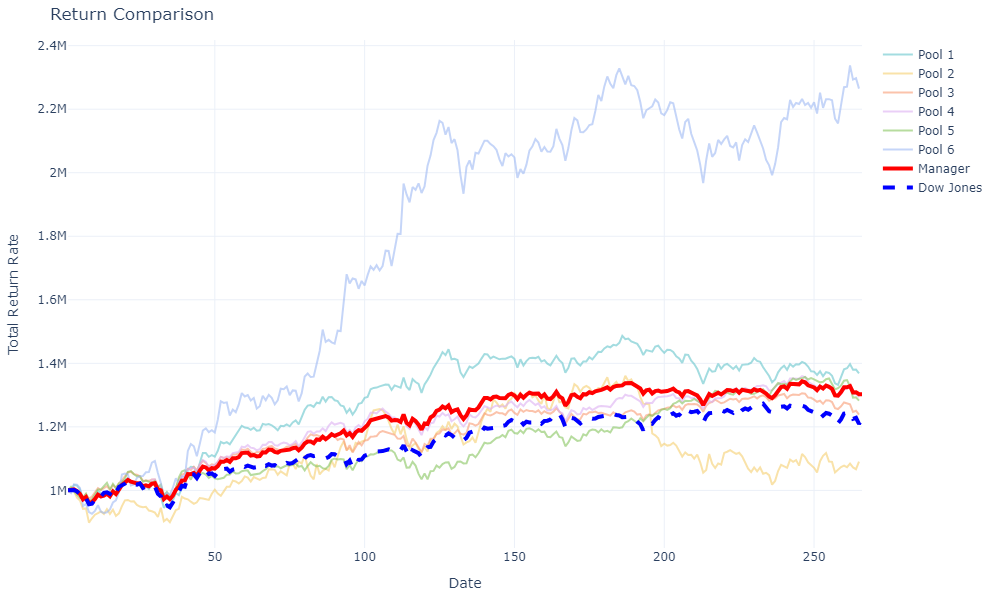 Return Comparison
Total Return Rate
2.4M
2.2M
2M
1.8M
1.6M
1.4M
1.2M
1M
50
100
150
200
250
Date
Pool 1
Pool 2
Pool 3
Pool 4
Pool 5
Pool 6
Manager
Dow Jones